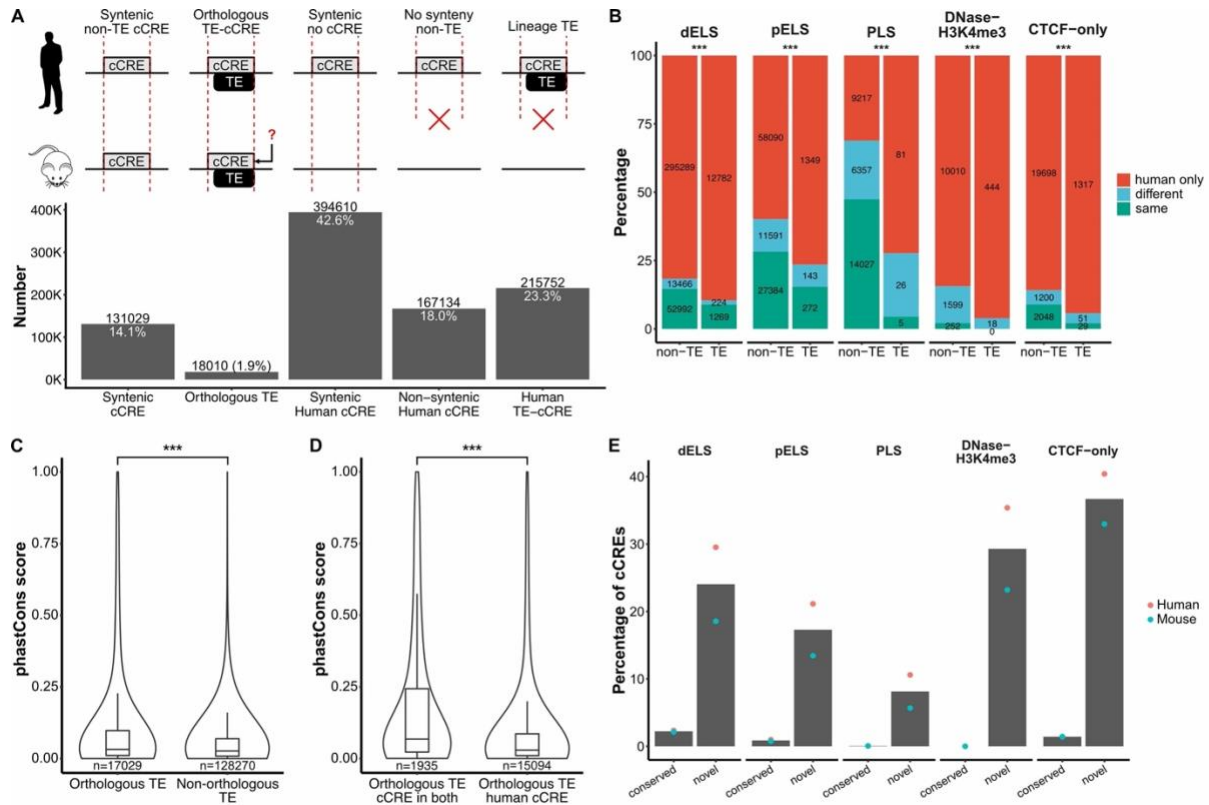 A
Syntenic non-TE cCRE
Orthologous TE-cCRE
Syntenic no cCRE
No synteny non-TE
Lineage TE
cCRE
cCRE
TE
cCRE
cCRE
cCRE
TE
?
cCRE
cCRE
TE
Number
400K
300K
200K
100K
0K
131029
14.1%
18010 (1.9%)
394610
42.6%
167134
18.0%
215752
23.3%
Syntenic cCRE
Orthologous TE
Syntenic Human cCRE
Non-syntenic Human cCRE
Human TE-cCRE
B
dELS
pELS
PLS
DNase-H3K4me3
CTCF-only
***
***
***
***
***
Percentage
100
75
50
25
0
295289
13466
52992
12782
224
1269
58090
11591
27384
1349
143
272
9217
6357
14027
81
26
5
10010
1599
252
444
18
0
19698
1200
2048
1317
51
29
non-TE TE
non-TE TE
non-TE TE
non-TE TE
non-TE TE
human only
different
same
C
***
phastCons score
1.00
0.75
0.50
0.25
0.00
n=17029
n=128270
Orthologous TE
Non-orthologous TE
D
***
phastCons score
1.00
0.75
0.50
0.25
0.00
n=1935
n=15094
Orthologous TE cCRE in both
Orthologous TE human cCRE
E
dELS
pELS
PLS
DNase-H3K4me3
CTCF-only
Percentage of cCREs
40
30
20
10
0
conserved
novel
conserved
novel
conserved
novel
conserved
novel
conserved
novel
Human
Mouse